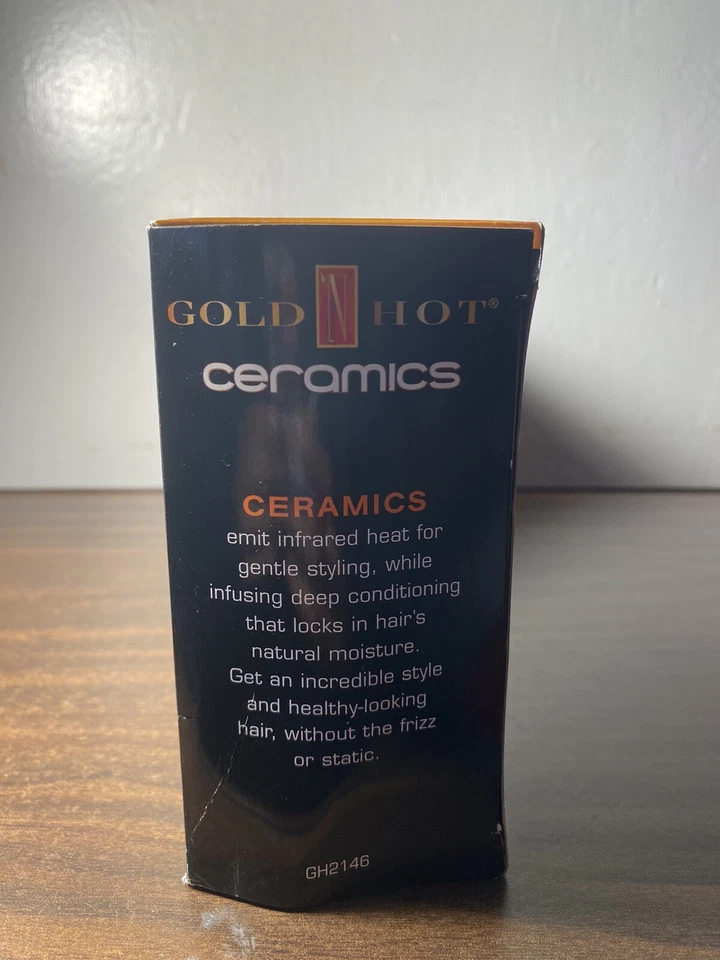 GOLD 'N HOT®
ceramics
CERAMICS
emit infrared heat for
gentle styling, while
infusing deep conditioning
that locks in hair's
natural moisture.
Get an incredible style
and healthy-looking
hair, without the frizz
or static.
GH2146